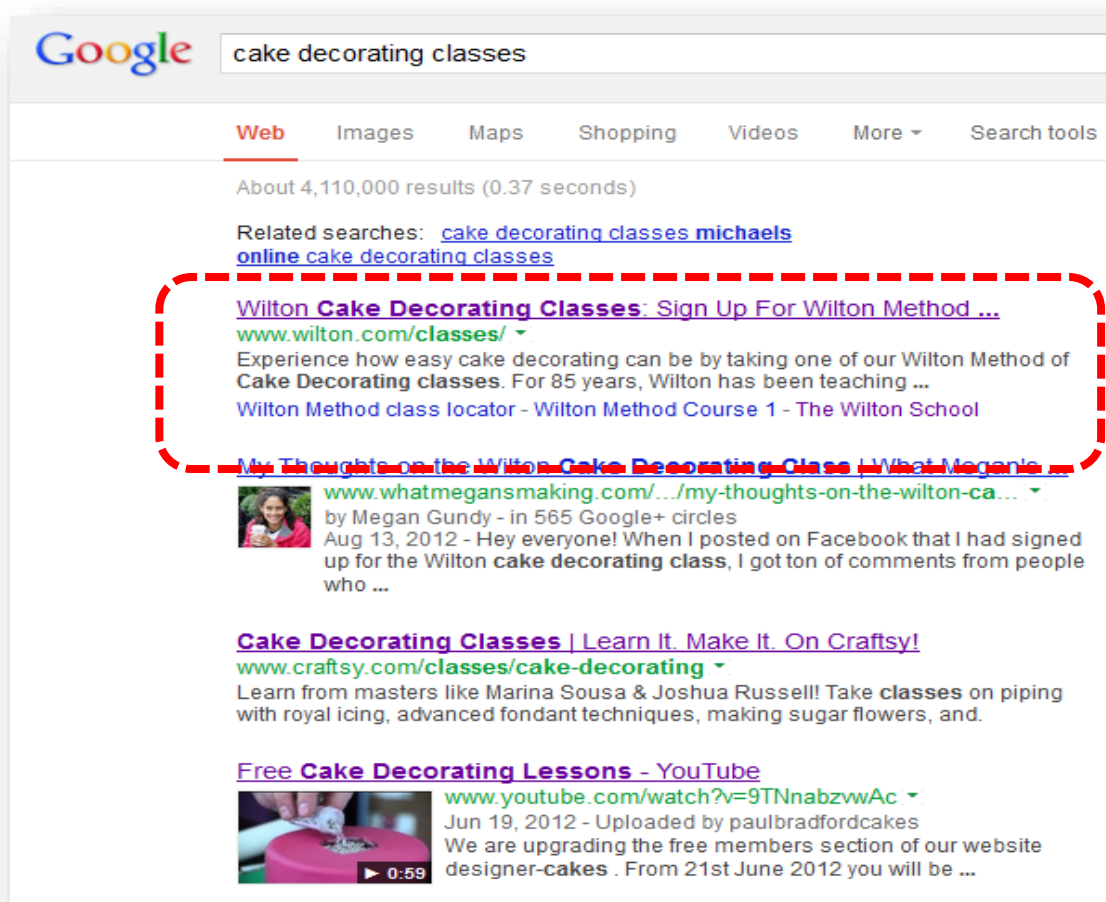 Google cake decorating classes
Web Images Maps Shopping Videos More Search tools
About 4,110,000 results (0.37 seconds)
Related searches: cake decorating classes michaels
online cake decorating classes
Wilton Cake Decorating Classes: Sign Up For Wilton Method ...
www.wilton.com/classes/
Experience how easy cake decorating can be by taking one of our Wilton Method of
Cake Decorating classes. For 85 years, Wilton has been teaching ...
Wilton Method class locator - Wilton Method Course 1 - The Wilton School
My Thoughts on the Wilton Cake Decorating Class | What Megan's ...
www.whatmegansmaking.com/.../my-thoughts-on-the-wilton-ca...
by Megan Gundy - in 565 Google+ circles
Aug 13, 2012 - Hey everyone! When I posted on Facebook that I had signed
up for the Wilton cake decorating class, I got ton of comments from people
who ...
Cake Decorating Classes | Learn It. Make It. On Craftsy!
www.craftsy.com/classes/cake-decorating
Learn from masters like Marina Sousa & Joshua Russell! Take classes on piping
with royal icing, advanced fondant techniques, making sugar flowers, and.
Free Cake Decorating Lessons - YouTube
www.youtube.com/watch?v=9TNnabzvwAc
Jun 19, 2012 - Uploaded by paulbradfordcakes
We are upgrading the free members section of our website
0:59 designer-cakes . From 21st June 2012 you will be ...